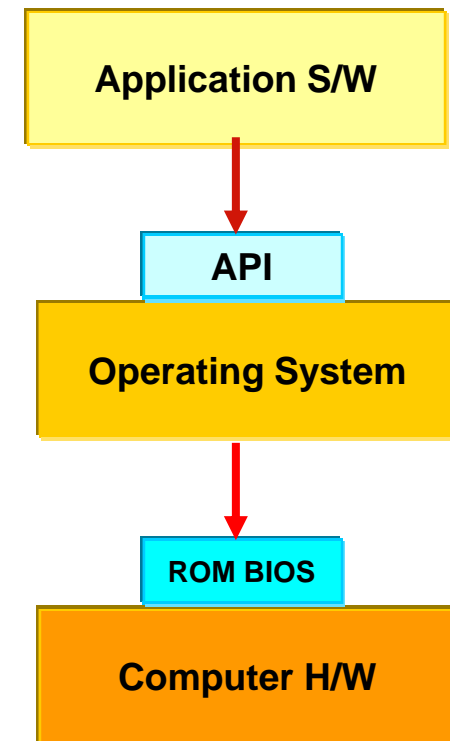 Application S/W
API
Operating System
ROM BIOS
Computer H/W